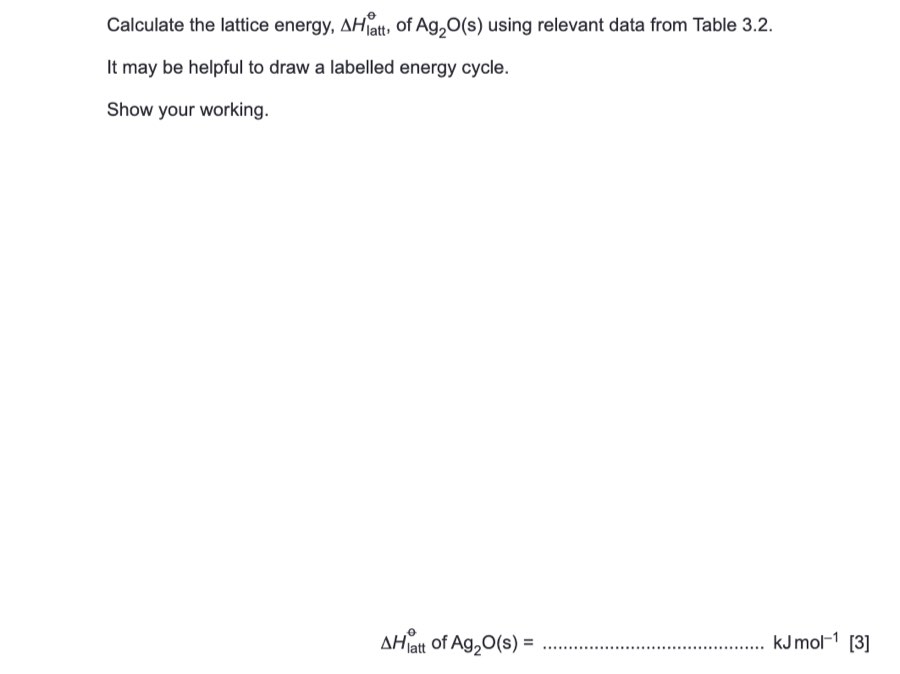 Calculate the lattice energy, ΔH⦵latt, of Ag₂O(s) using relevant data from Table 3.2.
It may be helpful to draw a labelled energy cycle.
Show your working.
ΔH⦵latt of Ag₂O(s) = ............................................ kJ mol⁻¹ [3]